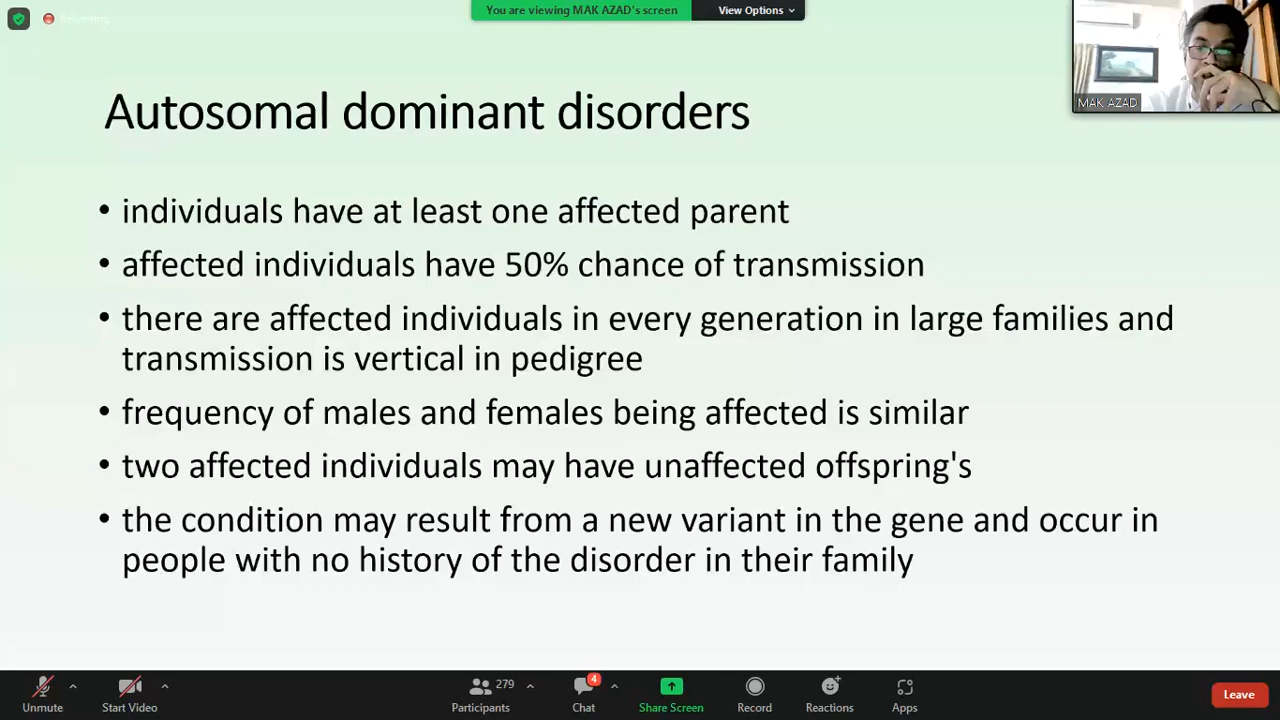 Recording
You are viewing MAK AZAD's screen
View Options
MAK AZAD
Autosomal dominant disorders
• individuals have at least one affected parent
• affected individuals have 50% chance of transmission
• there are affected individuals in every generation in large families and
transmission is vertical in pedigree
• frequency of males and females being affected is similar
• two affected individuals may have unaffected offspring's
• the condition may result from a new variant in the gene and occur in
people with no history of the disorder in their family
279
4
Unmute
Start Video
Participants
Chat
Share Screen
Record
Reactions
Apps
Leave